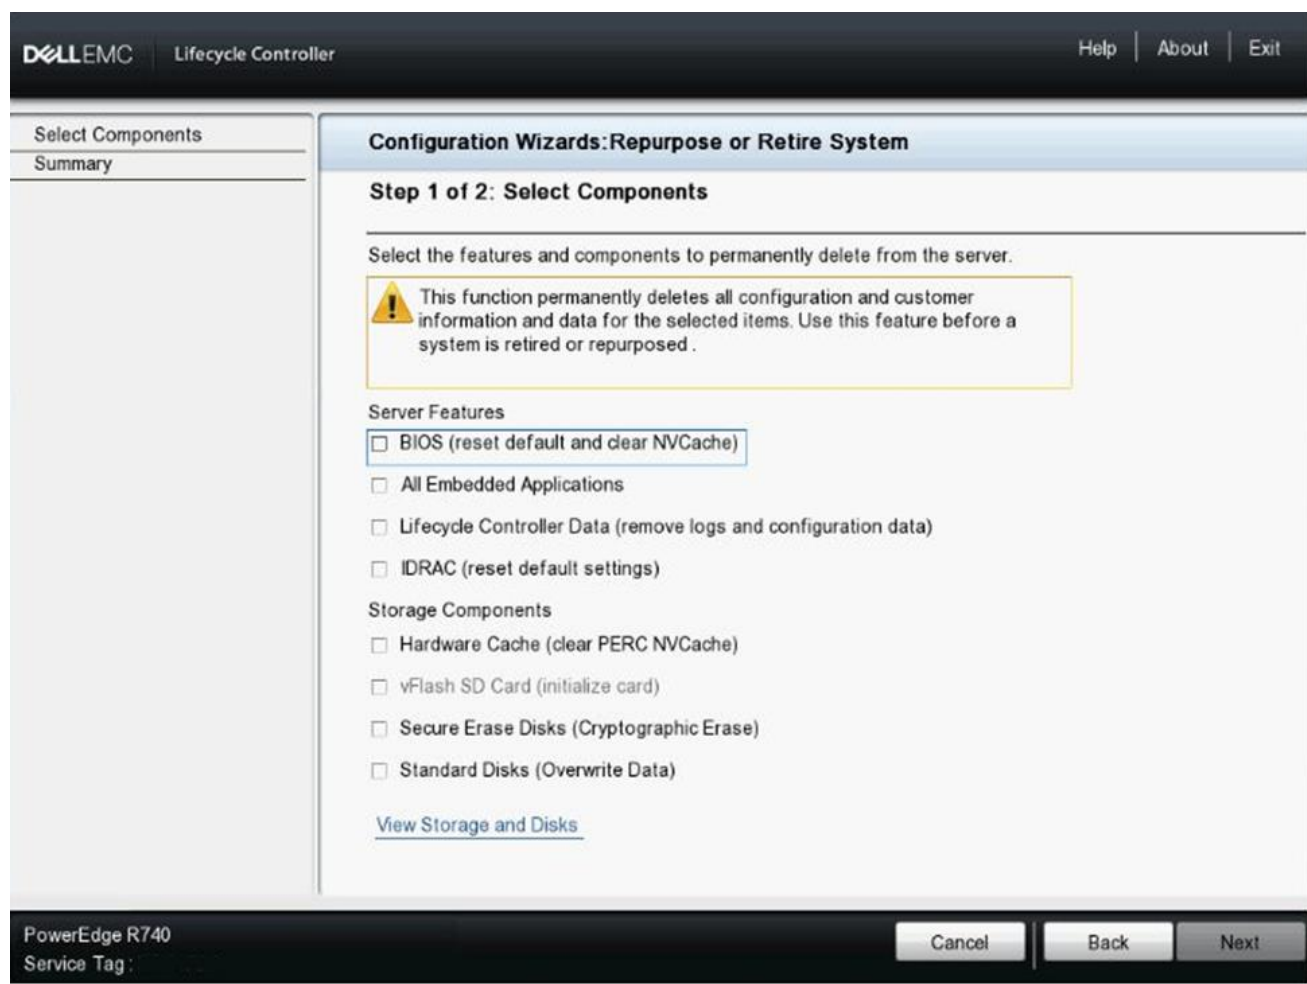 DELLEMC Lifecycle Controller Help About Exit
Select Components
Summary
Configuration Wizards:Repurpose or Retire System
Step 1 of 2: Select Components
Select the features and components to permanently delete from the server.
This function permanently deletes all configuration and customer
information and data for the selected items. Use this feature before a
system is retired or repurposed .
Server Features
BIOS (reset default and clear NVCache)
All Embedded Applications
Lifecycle Controller Data (remove logs and configuration data)
IDRAC (reset default settings)
Storage Components
Hardware Cache (clear PERC NVCache)
vFlash SD Card (initialize card)
Secure Erase Disks (Cryptographic Erase)
Standard Disks (Overwrite Data)
View Storage and Disks
PowerEdge R740
Service Tag :
Cancel Back Next